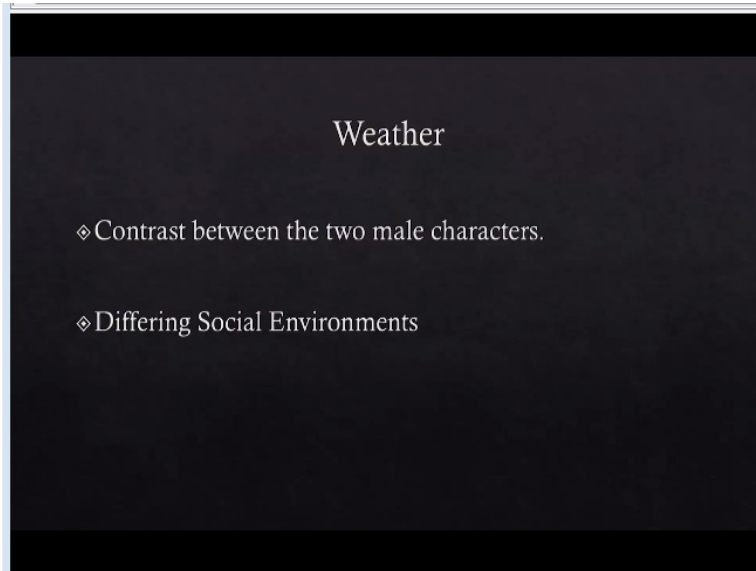 Weather
Contrast between the two male characters.
Differing Social Environments